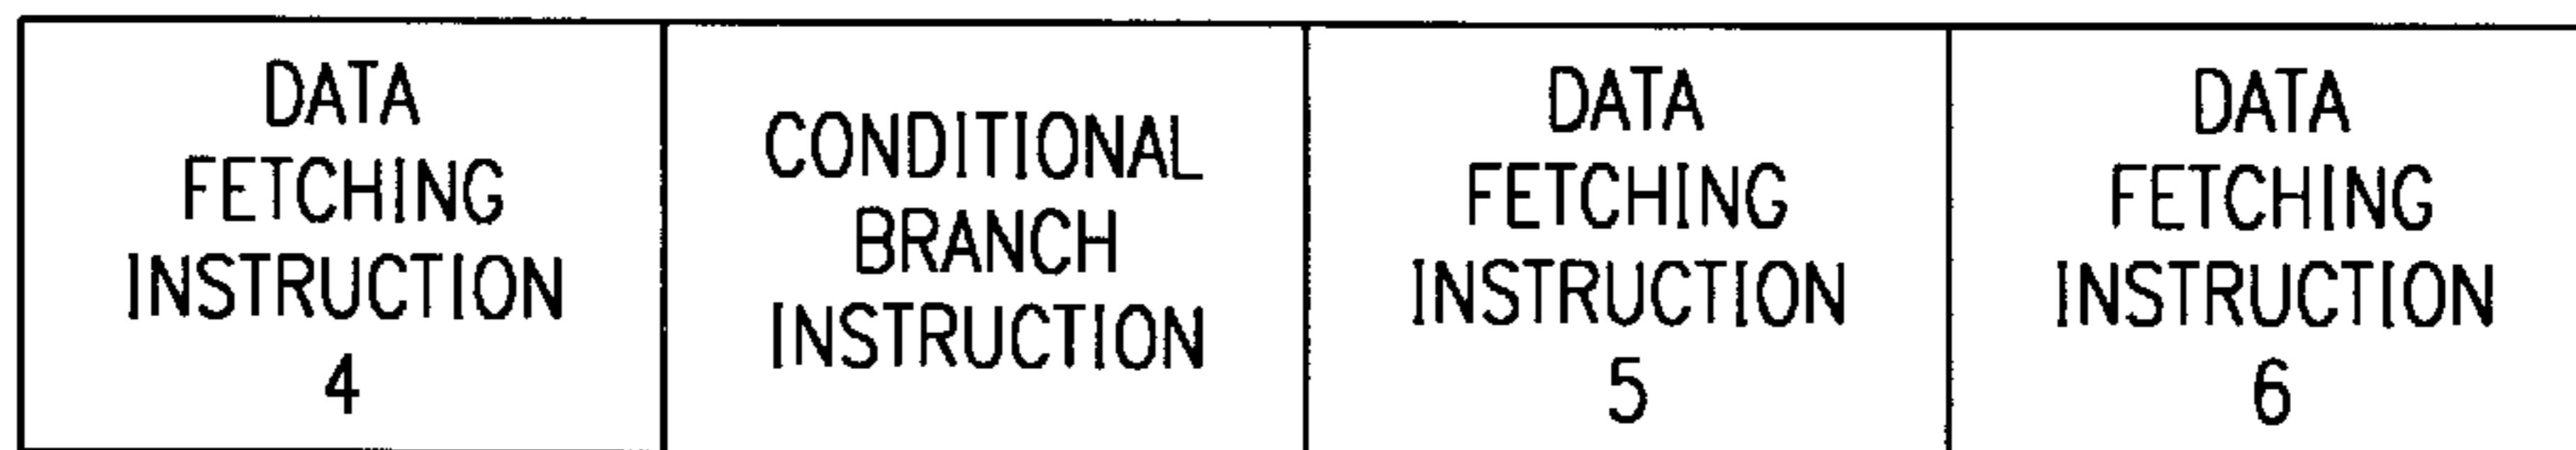 DATA
FETCHING
INSTRUCTION
4
CONDITIONAL
BRANCH
INSTRUCTION
DATA
FETCHING
INSTRUCTION
5
DATA
FETCHING
INSTRUCTION
6